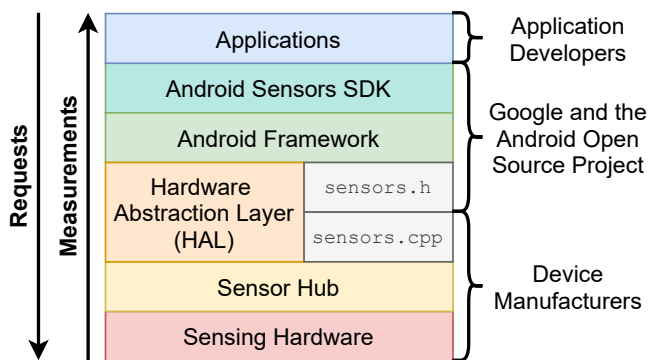 Requests
Measurements
Applications
Android Sensors SDK
Android Framework
Hardware
Abstraction Layer
(HAL)
sensors.h
sensors.cpp
Sensor Hub
Sensing Hardware
Application
Developers
Google and the
Android Open
Source Project
Device
Manufacturers